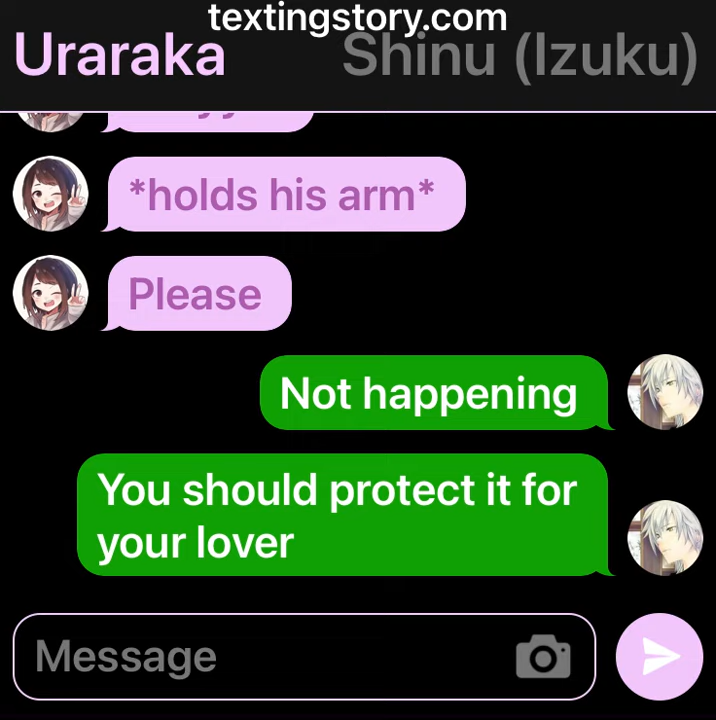 textingstory.com
Uraraka
Shinu (Izuku)
*holds his arm*
Please
Not happening
You should protect it for
your lover
Message